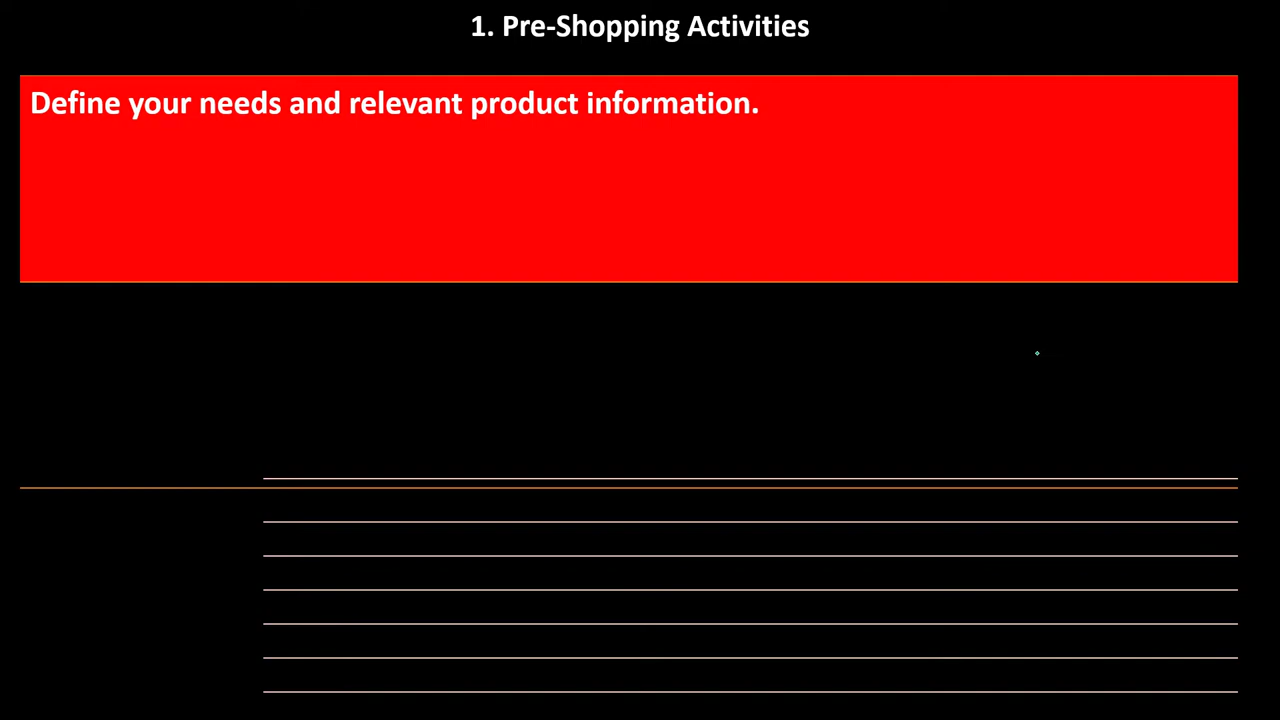 1. Pre-Shopping Activities
Define your needs and relevant product information.